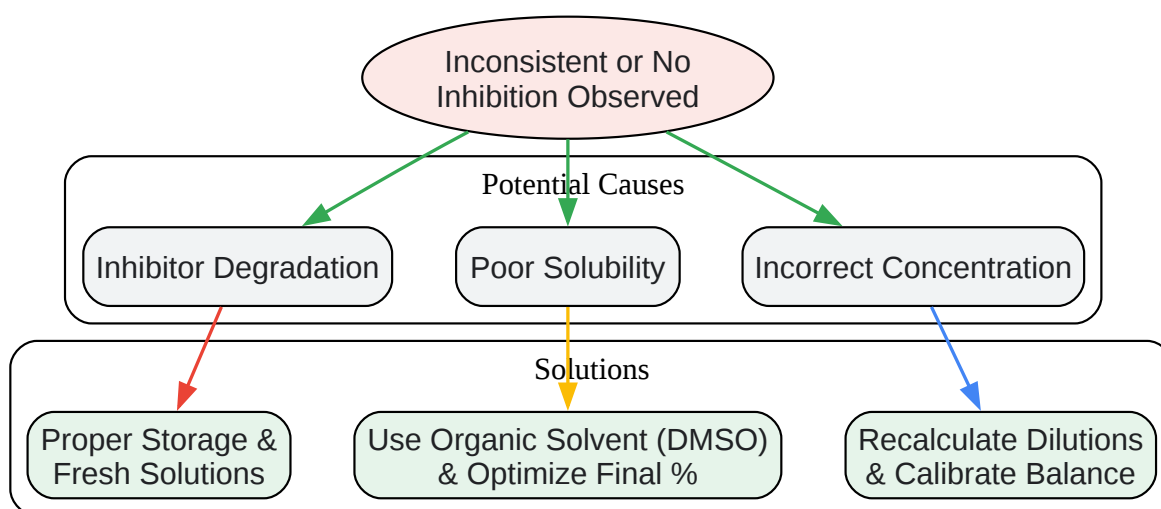 Inconsistent or No
Inhibition Observed
Potential Causes
Inhibitor Degradation
Poor Solubility
Incorrect Concentration
Solutions
Proper Storage &
Fresh Solutions
Use Organic Solvent (DMSO)
& Optimize Final %
Recalculate Dilutions
& Calibrate Balance